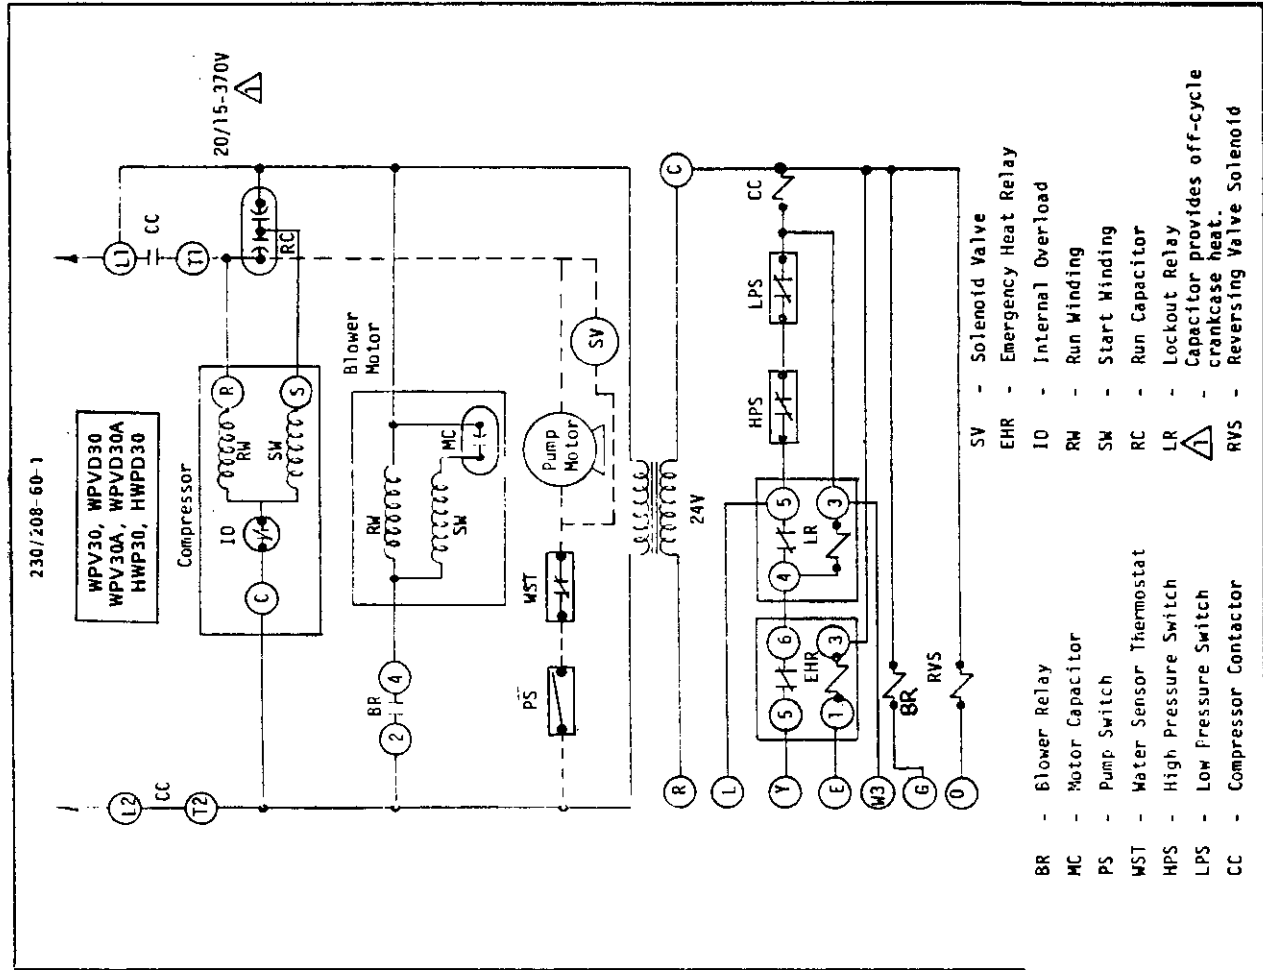 230/208-60-1
WPV30, WPVD30
WPV30A, WPVD30A
HWP30, HWPD30
20/15-370V
1
L1
CC
T1
RC
L2
CC
T2
Compressor
C
IO
RW
SW
R
S
Blower
Motor
BR
2
4
RW
SW
MC
PS
WST
Pump
Motor
SV
24V
R
C
L
Y
E
W3
G
O
5
6
EHR
1
3
4
5
LR
3
HPS
LPS
CC
BR
RVS
BR - Blower Relay
MC - Motor Capacitor
PS - Pump Switch
WST - Water Sensor Thermostat
HPS - High Pressure Switch
LPS - Low Pressure Switch
CC - Compressor Contactor
SV - Solenoid Valve
EHR - Emergency Heat Relay
IO - Internal Overload
RW - Run Winding
SW - Start Winding
RC - Run Capacitor
LR - Lockout Relay
1 - Capacitor provides off-cycle
crankcase heat.
RVS - Reversing Valve Solenoid